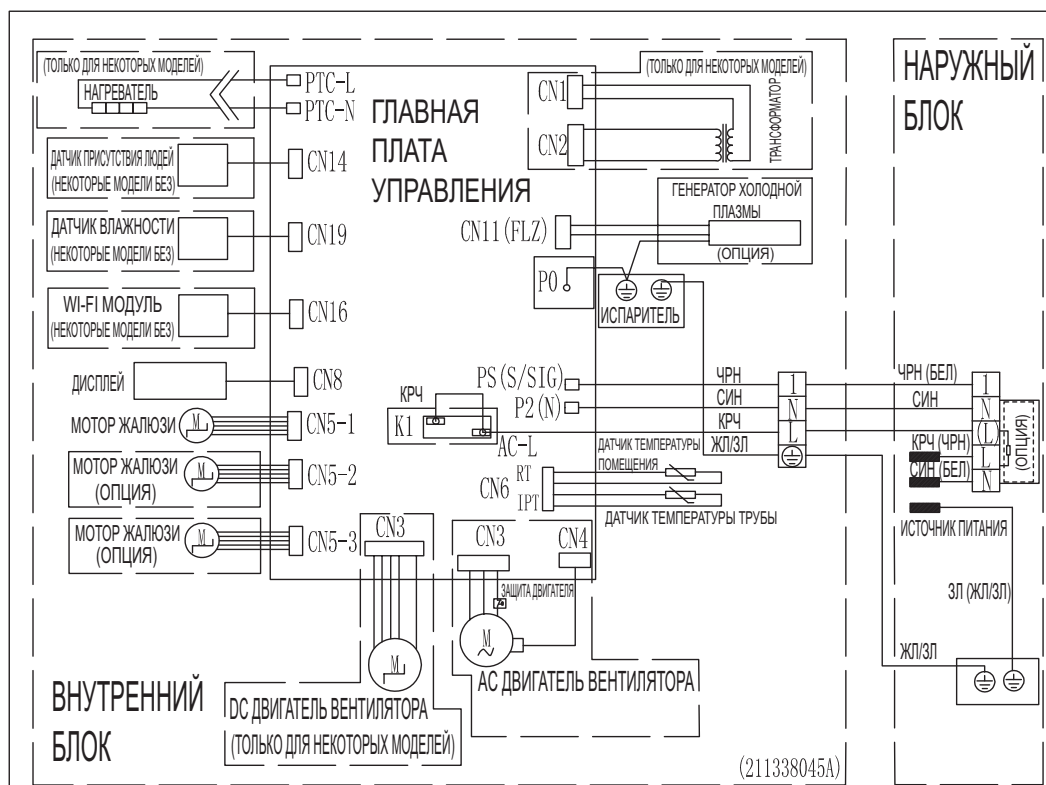 (ТОЛЬКО ДЛЯ НЕКОТОРЫХ МОДЕЛЕЙ)
НАГРЕВАТЕЛЬ
PTC-L
PTC-N
ГЛАВНАЯ
ПЛАТА
УПРАВЛЕНИЯ
CN1
CN2
(ТОЛЬКО ДЛЯ НЕКОТОРЫХ МОДЕЛЕЙ)
ТРАНСФОРМАТОР
НАРУЖНЫЙ
БЛОК
ДАТЧИК ПРИСУТСТВИЯ ЛЮДЕЙ
(НЕКОТОРЫЕ МОДЕЛИ БЕЗ)
CN14
ДАТЧИК ВЛАЖНОСТИ
(НЕКОТОРЫЕ МОДЕЛИ БЕЗ)
CN19
CN11(FLZ)
ГЕНЕРАТОР ХОЛОДНОЙ
ПЛАЗМЫ
(ОПЦИЯ)
P0
ИСПАРИТЕЛЬ
WI-FI МОДУЛЬ
(НЕКОТОРЫЕ МОДЕЛИ БЕЗ)
CN16
ДИСПЛЕЙ
CN8
МОТОР ЖАЛЮЗИ
M
CN5-1
МОТОР ЖАЛЮЗИ
(ОПЦИЯ)
M
CN5-2
МОТОР ЖАЛЮЗИ
(ОПЦИЯ)
M
CN5-3
КРЧ
K1
PS(S/SIG)
P2(N)
AC-L
ЧРН
СИН
КРЧ
ЖЛ/ЗЛ
1
N
L
ЧРН (БЕЛ)
СИН
КРЧ (ЧРН)
СИН (БЕЛ)
1
N
(L)
L
N
(ОПЦИЯ)
CN6
RT
IPT
ДАТЧИК ТЕМПЕРАТУРЫ
ПОМЕЩЕНИЯ
ДАТЧИК ТЕМПЕРАТУРЫ ТРУБЫ
ИСТОЧНИК ПИТАНИЯ
ЗЛ (ЖЛ/ЗЛ)
ЖЛ/ЗЛ
CN3
M
DC ДВИГАТЕЛЬ ВЕНТИЛЯТОРА
(ТОЛЬКО ДЛЯ НЕКОТОРЫХ МОДЕЛЕЙ)
CN3
CN4
ЗАЩИТА ДВИГАТЕЛЯ
M
AC ДВИГАТЕЛЬ ВЕНТИЛЯТОРА
ВНУТРЕННИЙ
БЛОК
(211338045A)